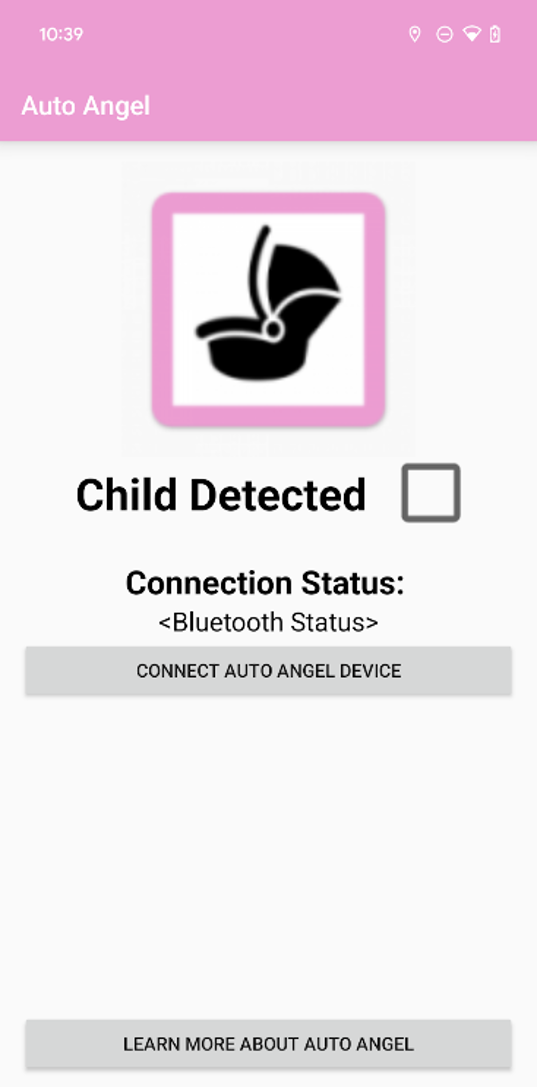 10:39
Auto Angel
Child Detected
Connection Status:
<Bluetooth Status>
CONNECT AUTO ANGEL DEVICE
LEARN MORE ABOUT AUTO ANGEL